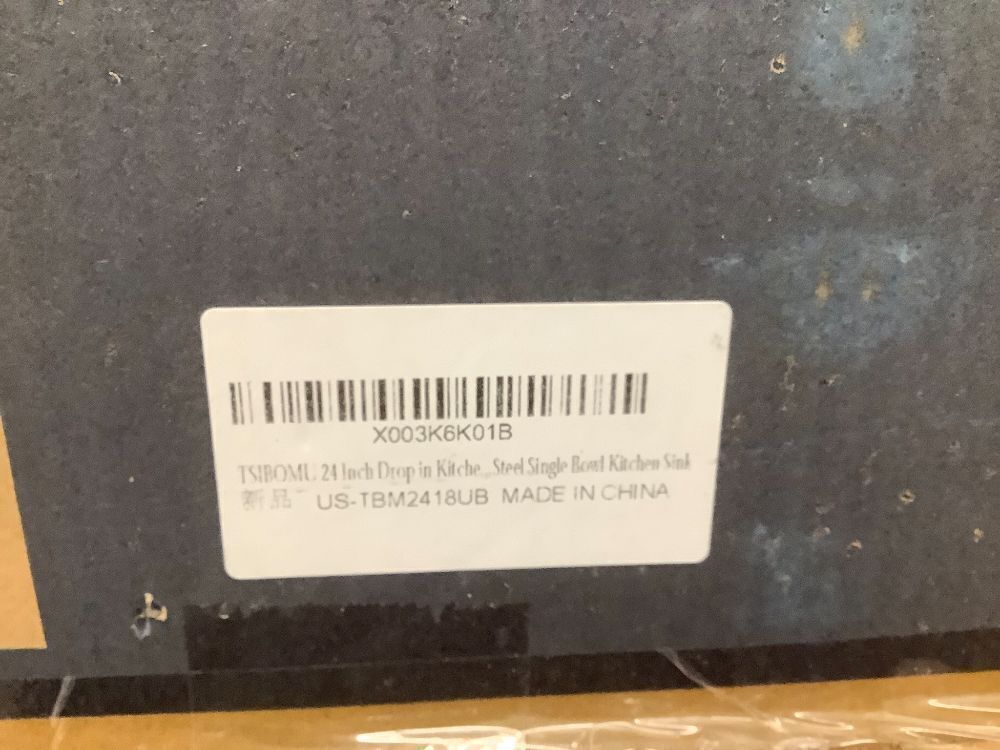 X003K6K01B
TSIBOMU 24 Inch Drop in Kitche...Steel Single Bowl Kitchen Sink
新品 US-TBM2418UB MADE IN CHINA